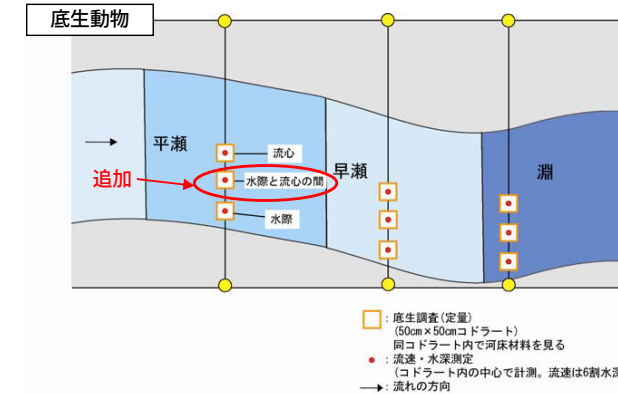 底生動物
平瀬
流心
早瀬
淵
追加
水際と流心の間
水際
：底生調査（定量）
（50cm×50cmコドラート）
同コドラート内で河床材料を見る
：流速・水深測定
（コドラート内の中心で計測。流速は6割水深
：流れの方向